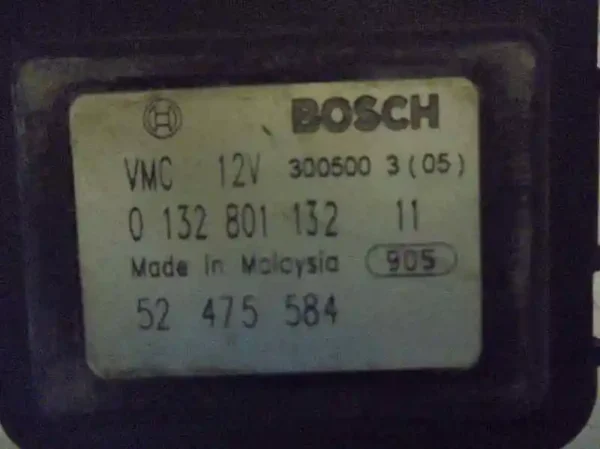 BOSCH
VMC 12V 300500 3 (05)
0 132 801 132 11
Made in Malaysia 905
52 475 584